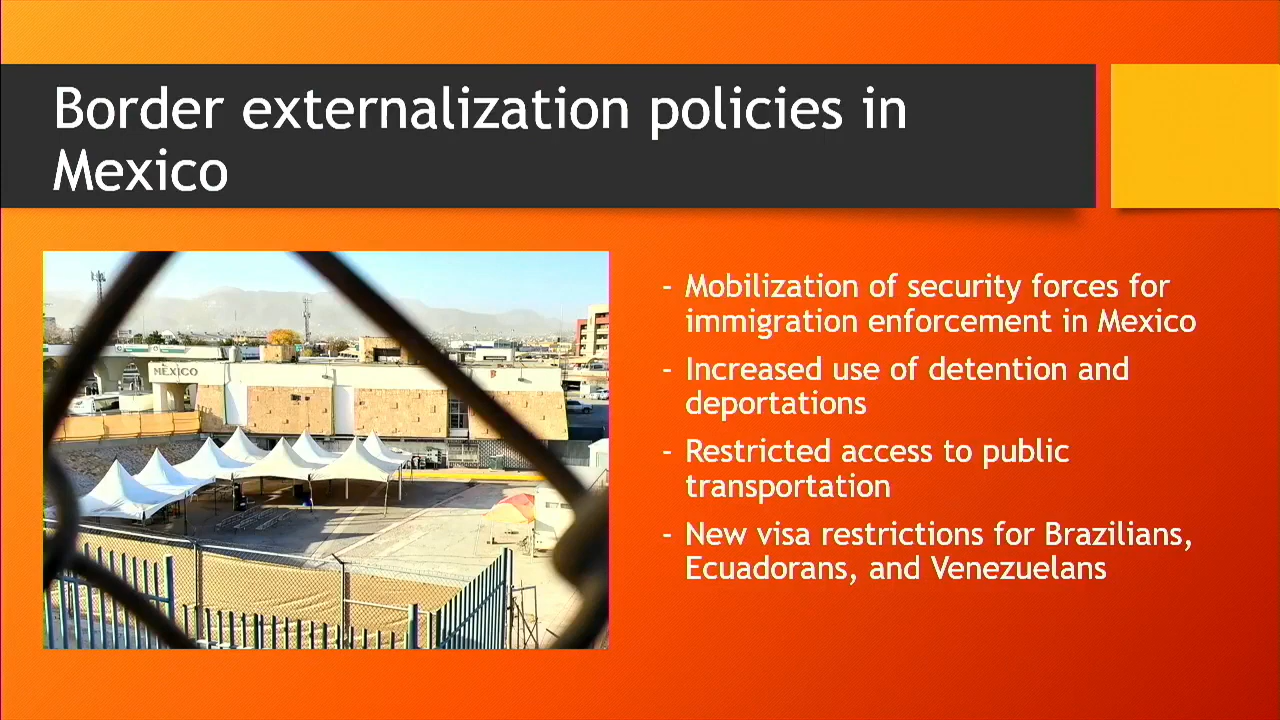 Border externalization policies in
Mexico
MEXICO
- Mobilization of security forces for
immigration enforcement in Mexico
- Increased use of detention and
deportations
- Restricted access to public
transportation
- New visa restrictions for Brazilians,
Ecuadorans, and Venezuelans